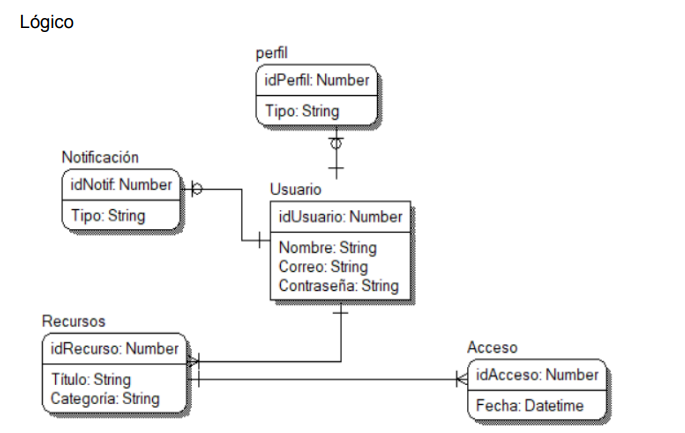 Lógico
perfil
idPerfil: Number
Tipo: String
Notificación
idNotif: Number
Tipo: String
Usuario
idUsuario: Number
Nombre: String
Correo: String
Contraseña: String
Recursos
idRecurso: Number
Título: String
Categoría: String
Acceso
idAcceso: Number
Fecha: Datetime